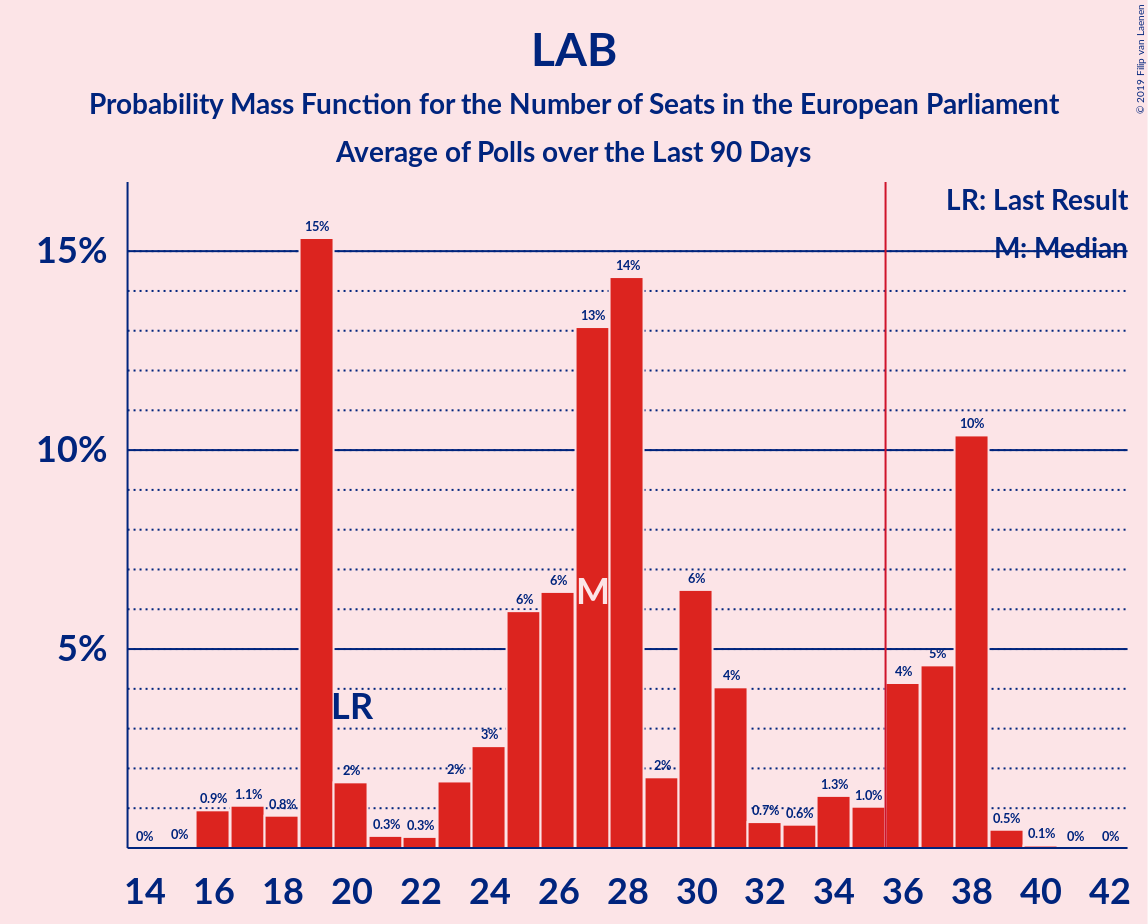 LAB
Probability Mass Function for the Number of Seats in the European Parliament
Average of Polls over the Last 90 Days
© 2019 Filip van Laenen
LR: Last Result
M: Median
15%
10%
5%
0% 0% 0.9% 1.1% 0.8% 15% 2% 0.3% 0.3% 2% 3% 6% 6% 13% 14% 2% 6% 4% 0.7% 0.6% 1.3% 1.0% 4% 5% 10% 0.5% 0.1% 0% 0%
M
LR
14 16 18 20 22 24 26 28 30 32 34 36 38 40 42